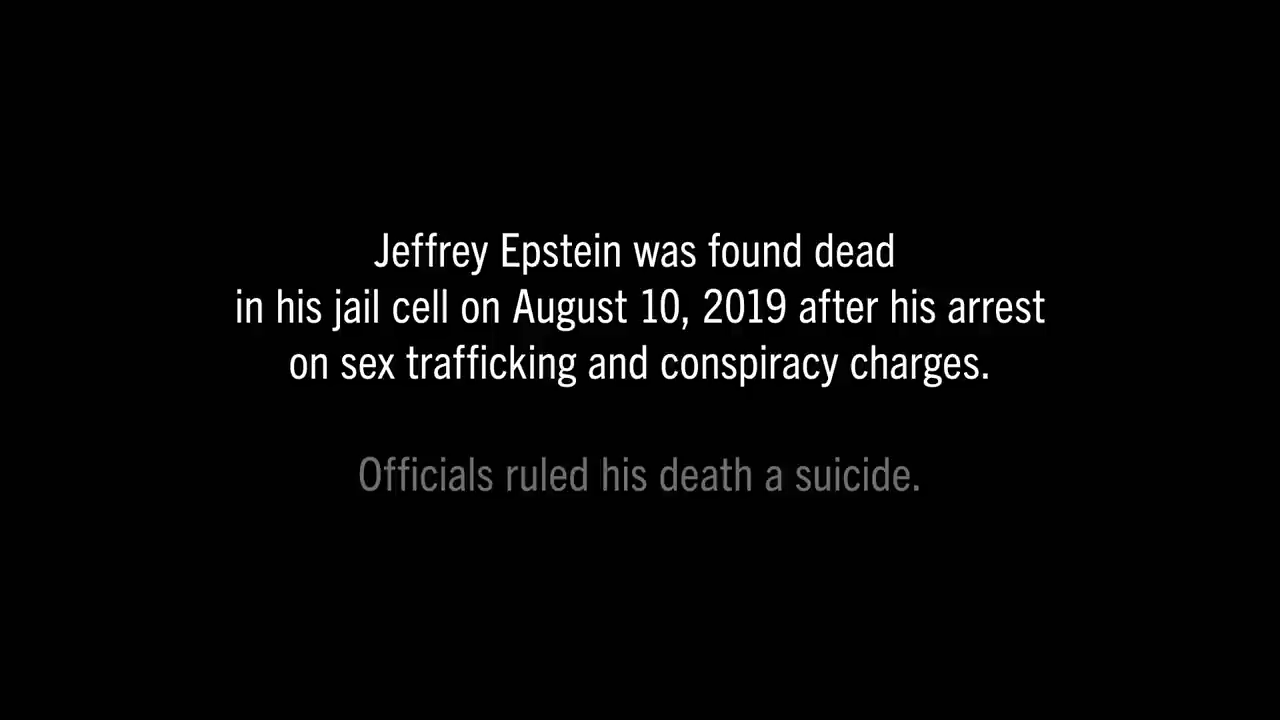 Jeffrey Epstein was found dead
in his jail cell on August 10, 2019 after his arrest
on sex trafficking and conspiracy charges.
Officials ruled his death a suicide.